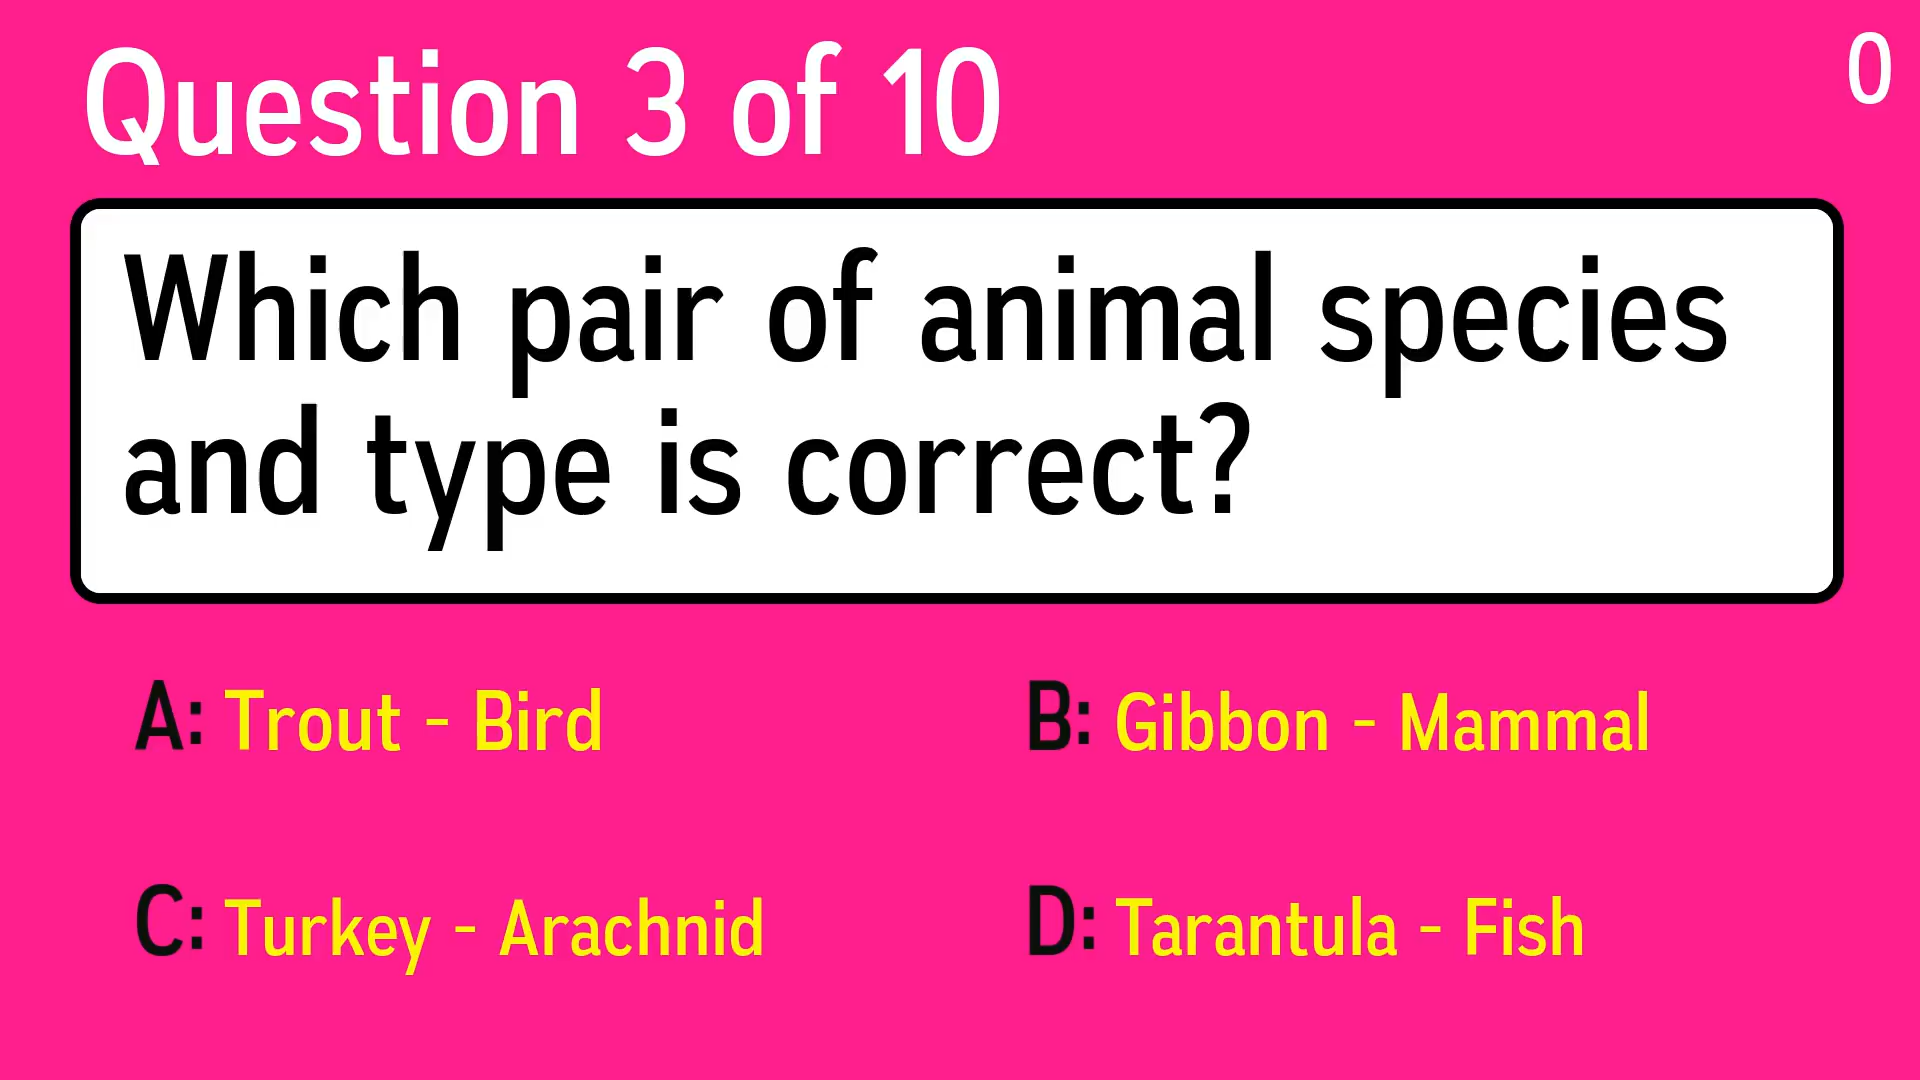 Question 3 of 10
0
Which pair of animal species
and type is correct?
A: Trout - Bird
B: Gibbon - Mammal
C: Turkey - Arachnid
D: Tarantula - Fish